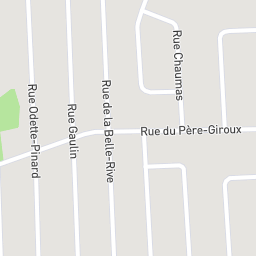 Rue Chaumas
Rue Odette-Pinard
Rue Gaulin
Rue de la Belle-Rive
Rue du Père-Giroux